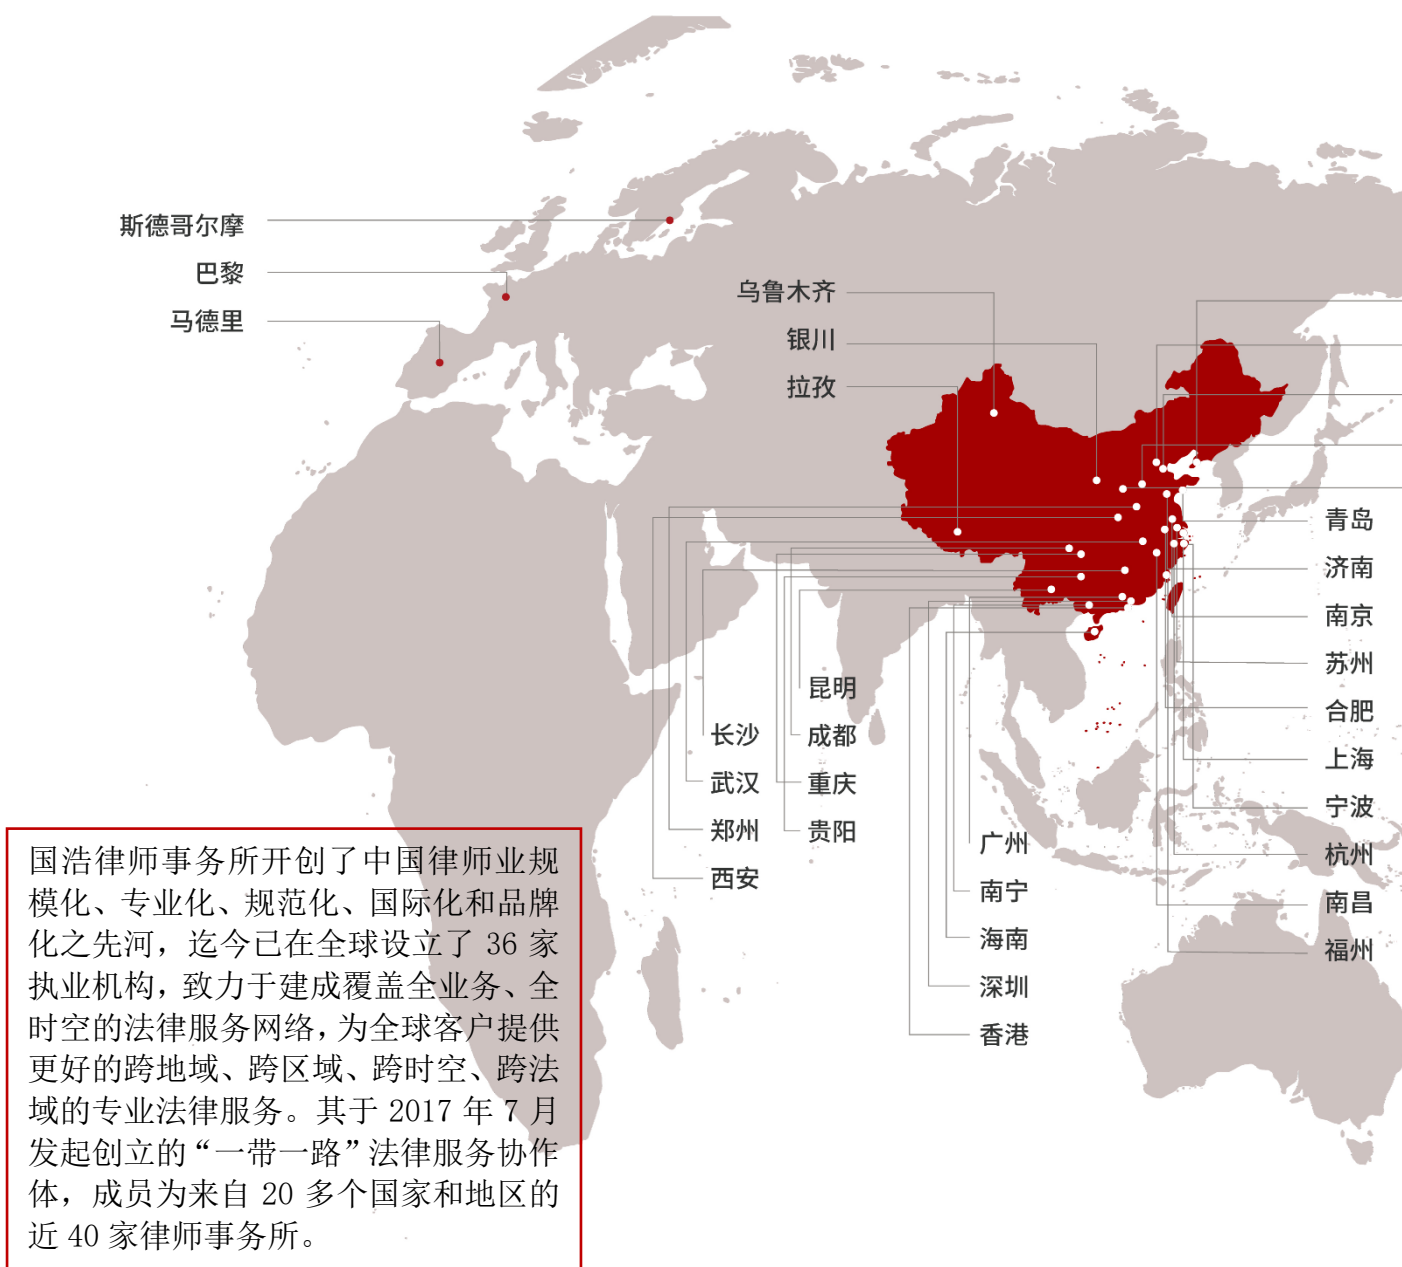 斯德哥尔摩
巴黎
马德里
乌鲁木齐
银川
拉孜
青岛
济南
南京
苏州
合肥
上海
宁波
杭州
南昌
福州
昆明
长沙
成都
武汉
重庆
郑州
贵阳
西安
广州
南宁
海南
深圳
香港
国浩律师事务所开创了中国律师业规
模化、专业化、规范化、国际化和品牌
化之先河，迄今已在全球设立了 36 家
执业机构，致力于建成覆盖全业务、全
时空的法律服务网络，为全球客户提供
更好的跨地域、跨区域、跨时空、跨法
域的专业法律服务。其于 2017 年 7 月
发起创立的“一带一路”法律服务协作
体，成员为来自 20 多个国家和地区的
近 40 家律师事务所。